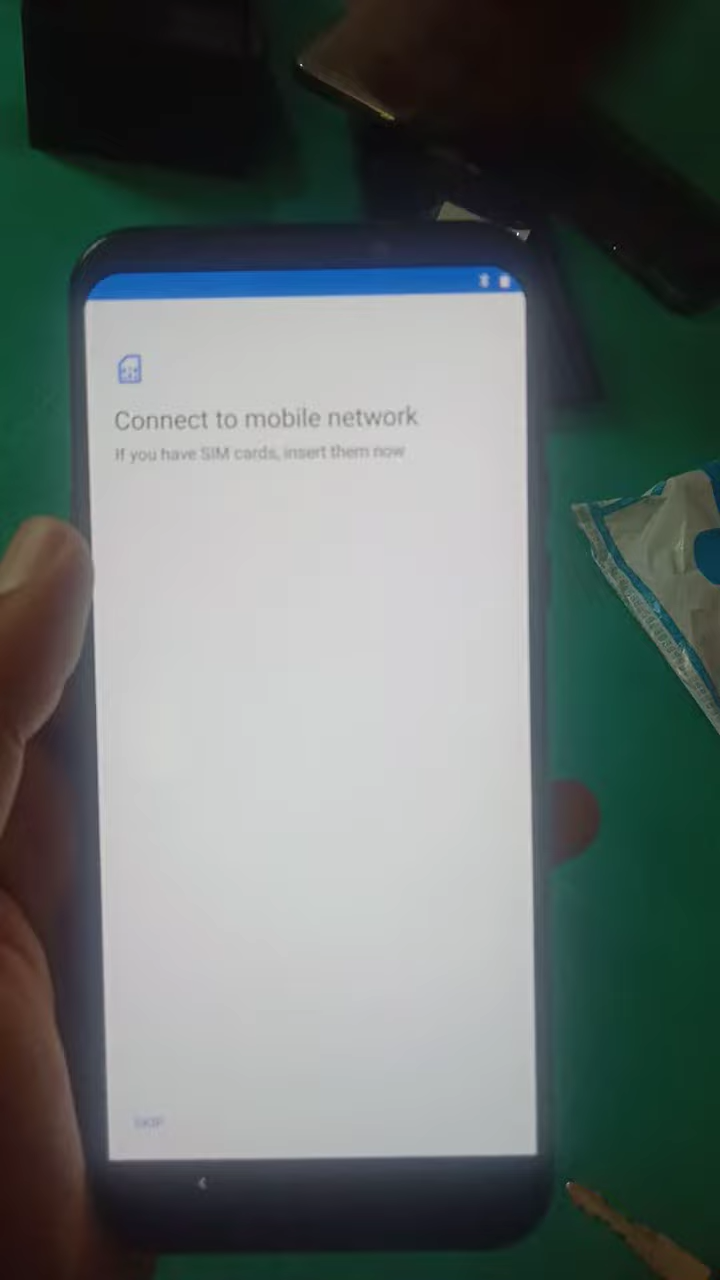 Connect to mobile network
If you have SIM cards, insert them now
SKIP